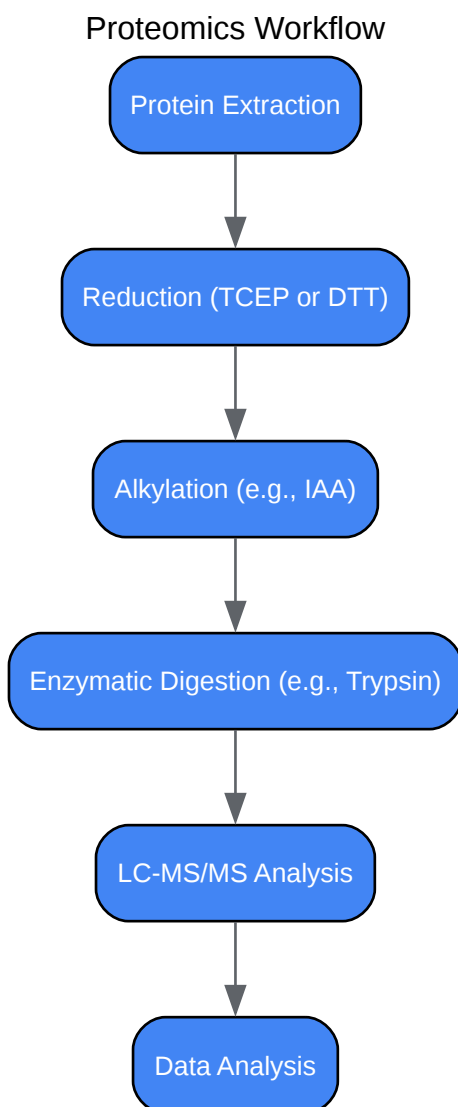 Proteomics Workflow
Protein Extraction
Reduction (TCEP or DTT)
Alkylation (e.g., IAA)
Enzymatic Digestion (e.g., Trypsin)
LC-MS/MS Analysis
Data Analysis